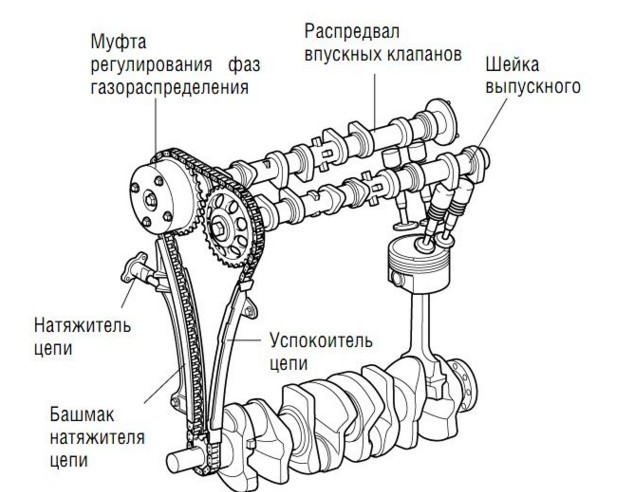 Муфта
регулирования фаз
газораспределения
Распредвал
впускных клапанов
Шейка
выпускного
Натяжитель
цепи
Успокоитель
цепи
Башмак
натяжителя
цепи